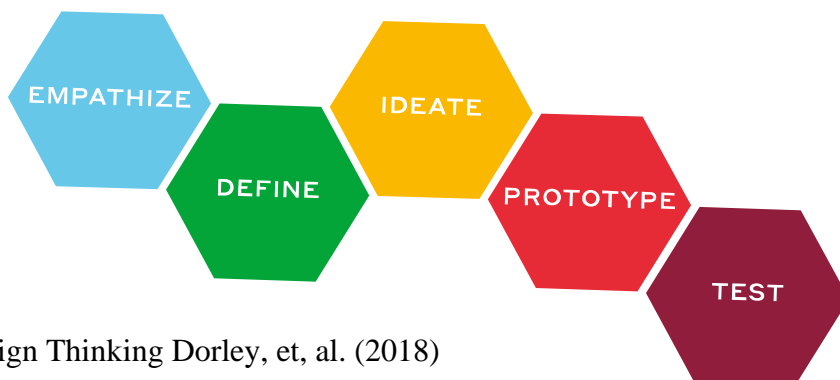 EMPATHIZE
DEFINE
IDEATE
PROTOTYPE
TEST
Thinking Dorley, et, al. (2018)